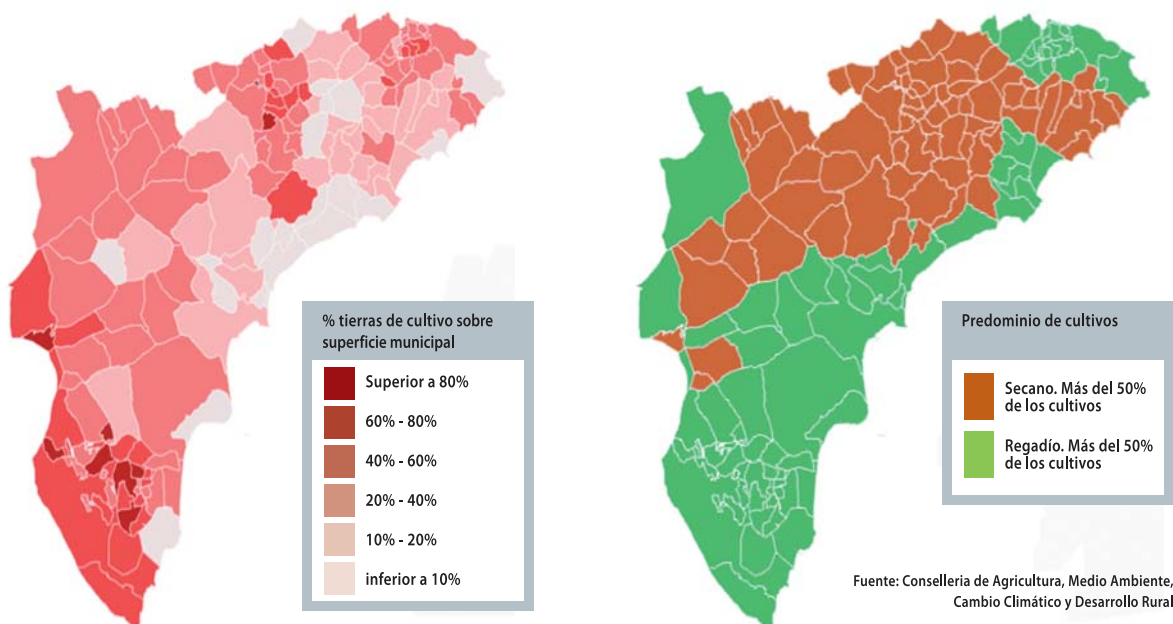 % tierras de cultivo sobre
superficie municipal
Superior a 80%
60% - 80%
40% - 60%
20% - 40%
10% - 20%
inferior a 10%
Predominio de cultivos
Secano. Más del 50%
de los cultivos
Regadío. Más del 50%
de los cultivos
Fuente: Conselleria de Agricultura, Medio Ambiente,
Cambio Climático y Desarrollo Rural